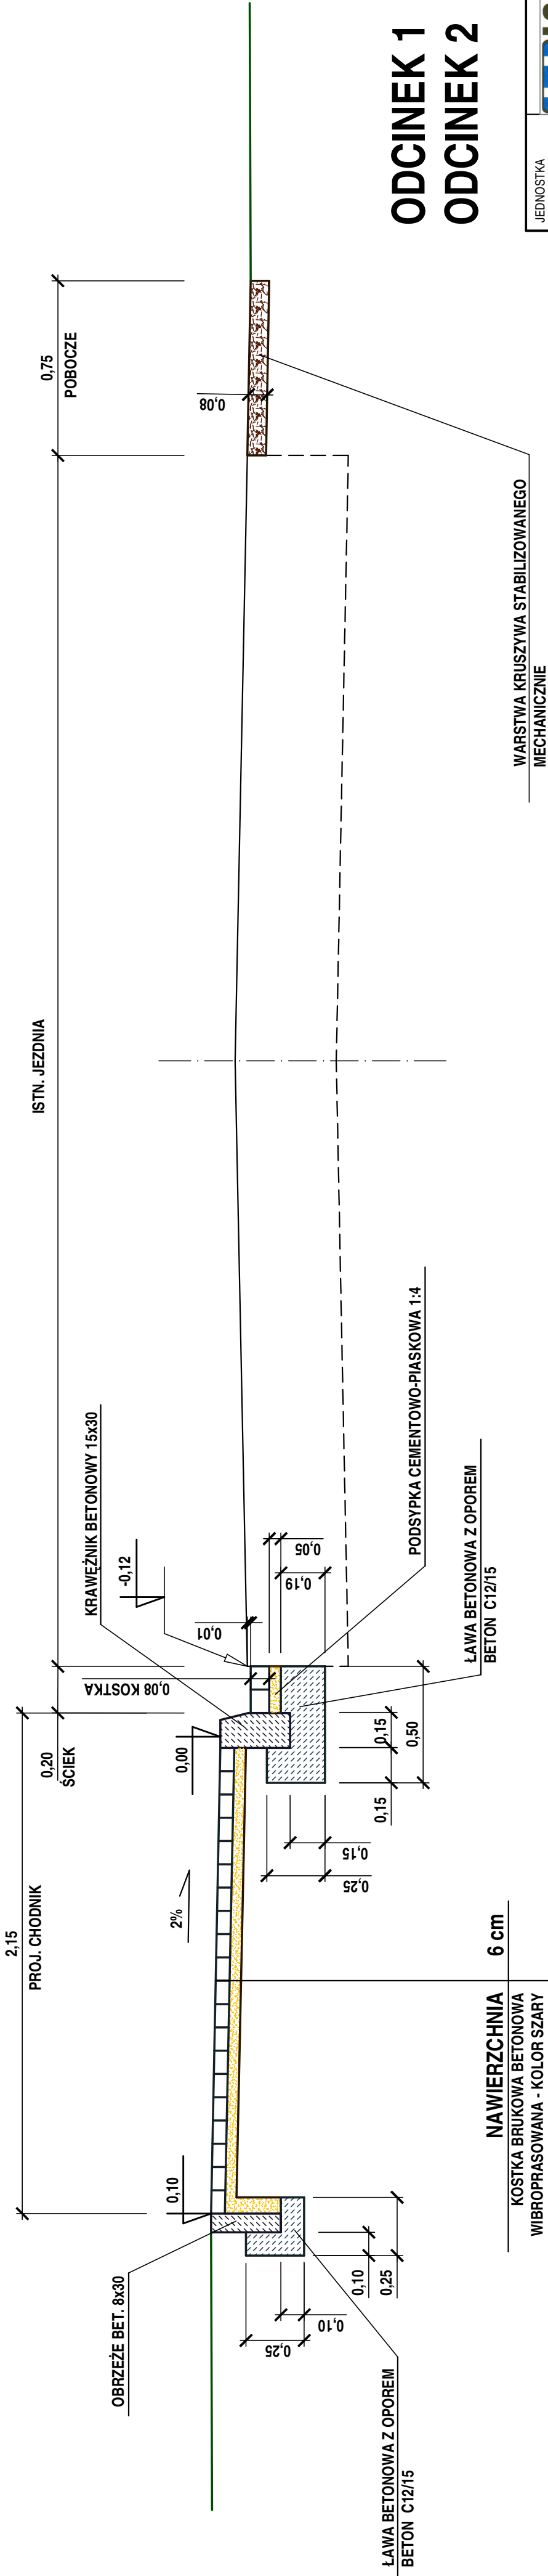 ODCINEK 1
ODCINEK 2
JEDNOSTKA
2,15
PROJ. CHODNIK
0,20
ŚCIEK
ISTN. JEZDNIA
0,75
POBOCZE
OBRZEŻE BET. 8x30
0,10
2%
0,00
KRAWĘŻNIK BETONOWY 15x30
-0,12
0,08 KOSTKA
0,01
0,08
0,05
0,19
0,25
0,10
0,10
0,25
0,25
0,15
0,15
0,15
0,50
ŁAWA BETONOWA Z OPOREM
BETON C12/15
NAWIERZCHNIA 6 cm
KOSTKA BRUKOWA BETONOWA
WIBROPRASOWANA - KOLOR SZARY
PODSYPKA CEMENTOWO-PIASKOWA 1:4
ŁAWA BETONOWA Z OPOREM
BETON C12/15
WARSTWA KRUSZYWA STABILIZOWANEGO
MECHANICZNIE